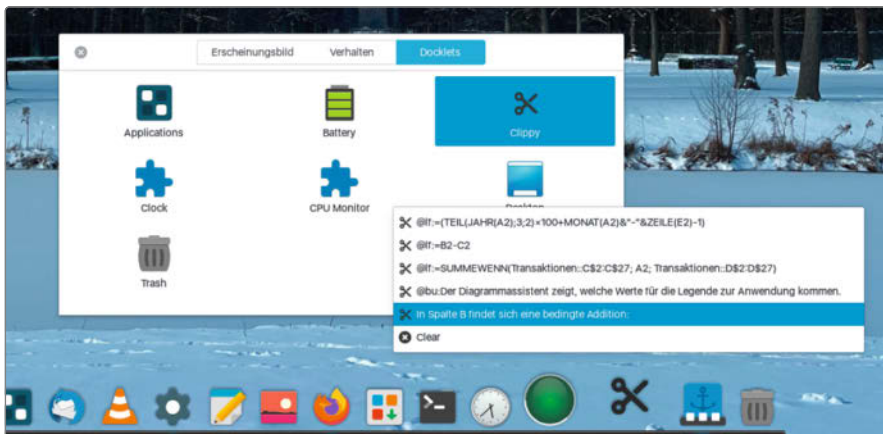 Erscheinungsbild Verhalten Docklets
Applications Battery Clippy
Clock CPU Monitor Desktop
Trash
@lf:=(TEIL(JAHR(A2);3;2)×100+MONAT(A2)&"-"&ZEILE(E2)-1)
@lf:=B2-C2
@lf:=SUMMEWENN(Transaktionen::C$2:C$27; A2; Transaktionen::D$2:D$27)
@bu:Der Diagrammassistent zeigt, welche Werte für die Legende zur Anwendung kommen.
In Spalte B findet sich eine bedingte Addition:
Clear